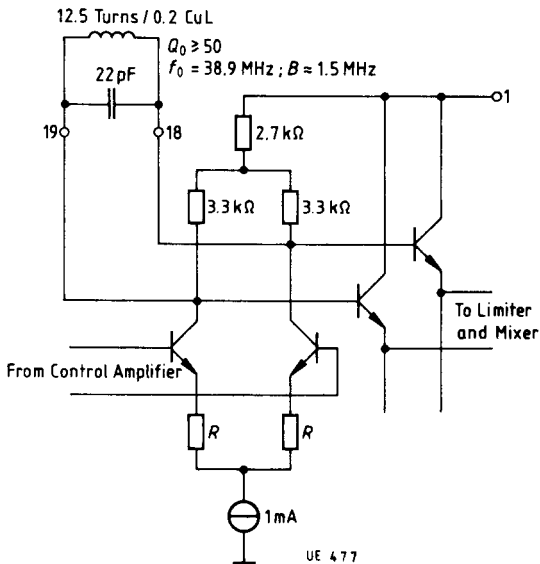 12.5 Turns / 0.2 CuL
Q₀ ≥ 50
f₀ = 38.9 MHz ; B ≈ 1.5 MHz
22pF
19
18
1
2.7 kΩ
3.3 kΩ
3.3 kΩ
To Limiter
and Mixer
From Control Amplifier
R
R
1mA
UE 477